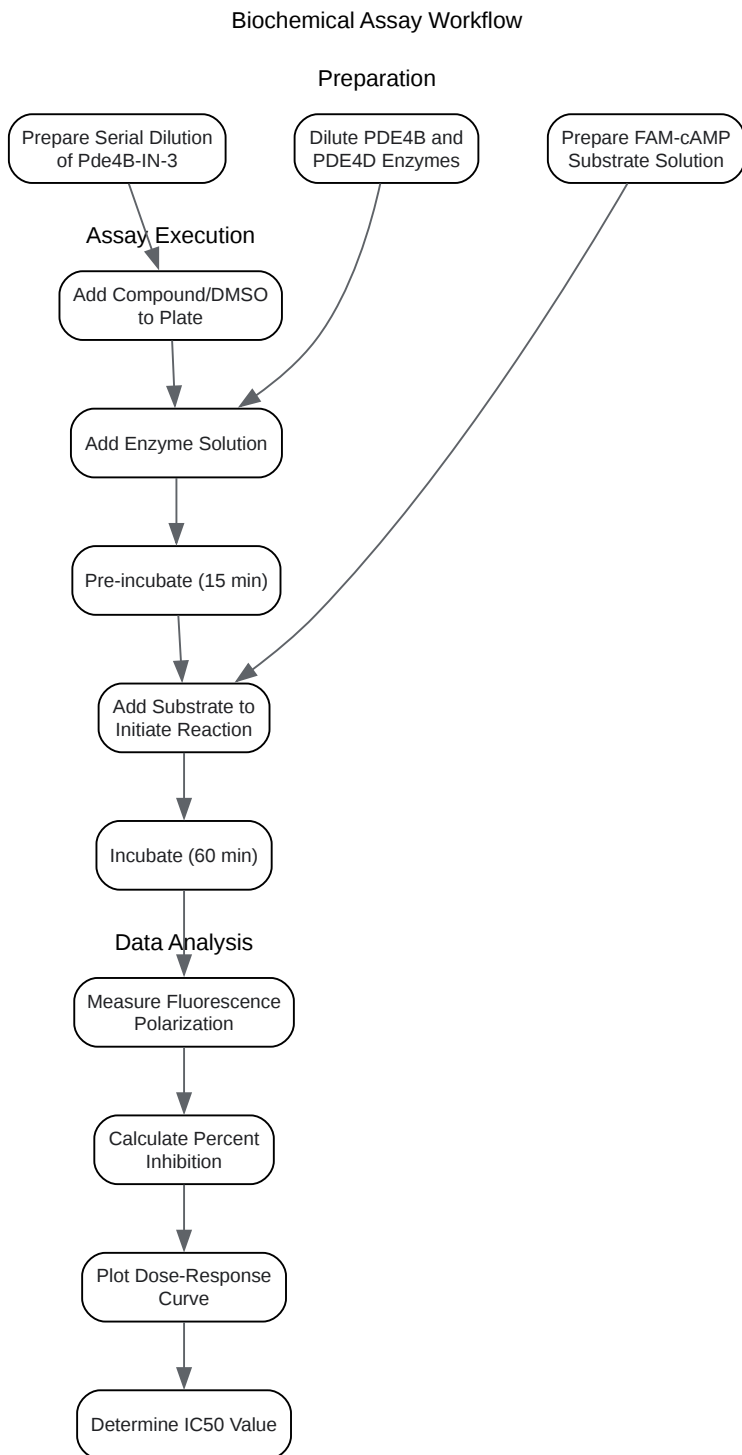 Biochemical Assay Workflow
Preparation
Prepare Serial Dilution
of Pde4B-IN-3
Dilute PDE4B and
PDE4D Enzymes
Prepare FAM-cAMP
Substrate Solution
Assay Execution
Add Compound/DMSO
to Plate
Add Enzyme Solution
Pre-incubate (15 min)
Add Substrate to
Initiate Reaction
Incubate (60 min)
Data Analysis
Measure Fluorescence
Polarization
Calculate Percent
Inhibition
Plot Dose-Response
Curve
Determine IC50 Value